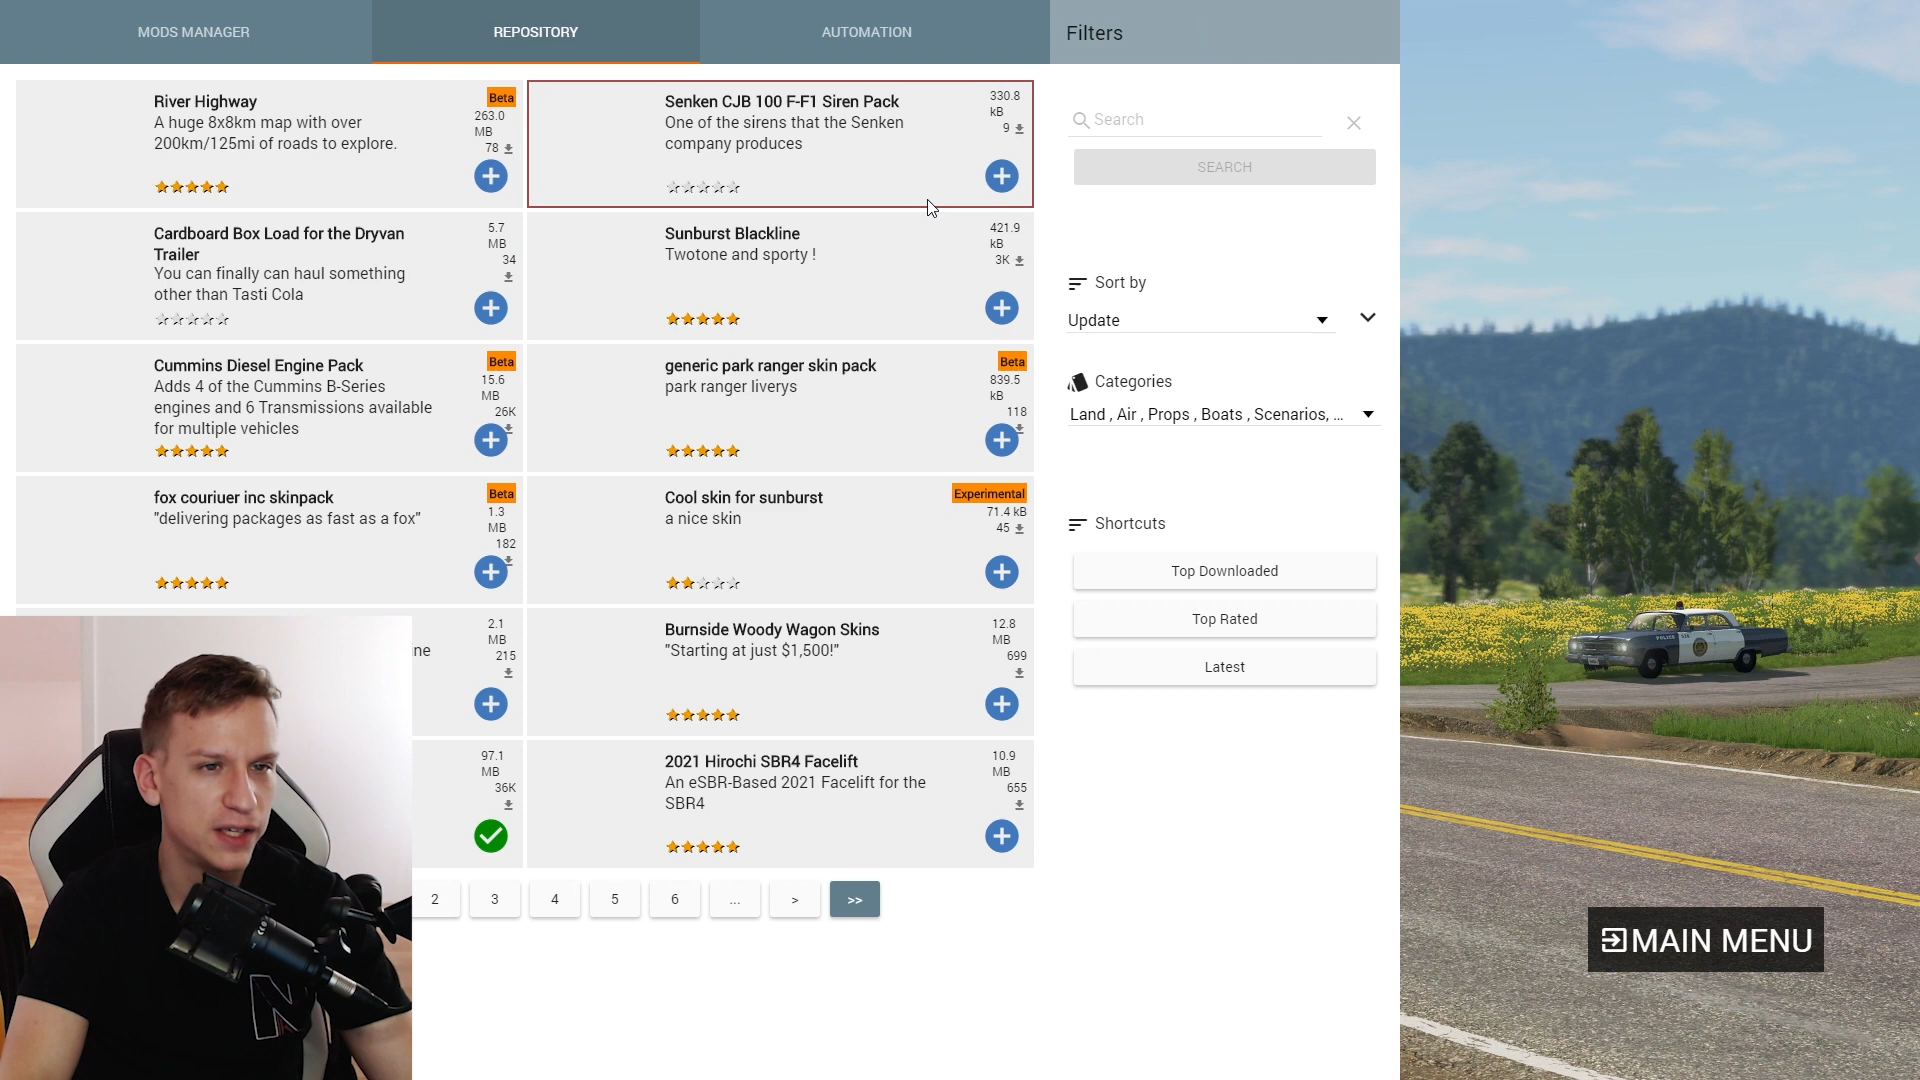 MODS MANAGER
REPOSITORY
AUTOMATION
Filters
River Highway
Beta
A huge 8x8km map with over
200km/125mi of roads to explore.
263.0
MB
78
Senken CJB 100 F-F1 Siren Pack
One of the sirens that the Senken
company produces
330.8
kB
9
Cardboard Box Load for the Dryvan
Trailer
You can finally can haul something
other than Tasti Cola
5.7
MB
34
Sunburst Blackline
Twotone and sporty !
421.9
kB
3K
Cummins Diesel Engine Pack
Beta
Adds 4 of the Cummins B-Series
engines and 6 Transmissions available
for multiple vehicles
15.6
MB
26K
generic park ranger skin pack
Beta
park ranger liverys
839.5
kB
118
fox couriuer inc skinpack
Beta
"delivering packages as fast as a fox"
1.3
MB
182
Cool skin for sunburst
Experimental
a nice skin
71.4 kB
45
ne
2.1
MB
215
Burnside Woody Wagon Skins
"Starting at just $1,500!"
12.8
MB
699
97.1
MB
36K
2021 Hirochi SBR4 Facelift
An eSBR-Based 2021 Facelift for the
SBR4
10.9
MB
655
2
3
4
5
6
...
>
>>
Search
SEARCH
Sort by
Update
Categories
Land , Air , Props , Boats , Scenarios, ...
Shortcuts
Top Downloaded
Top Rated
Latest
POLICE
MAIN MENU